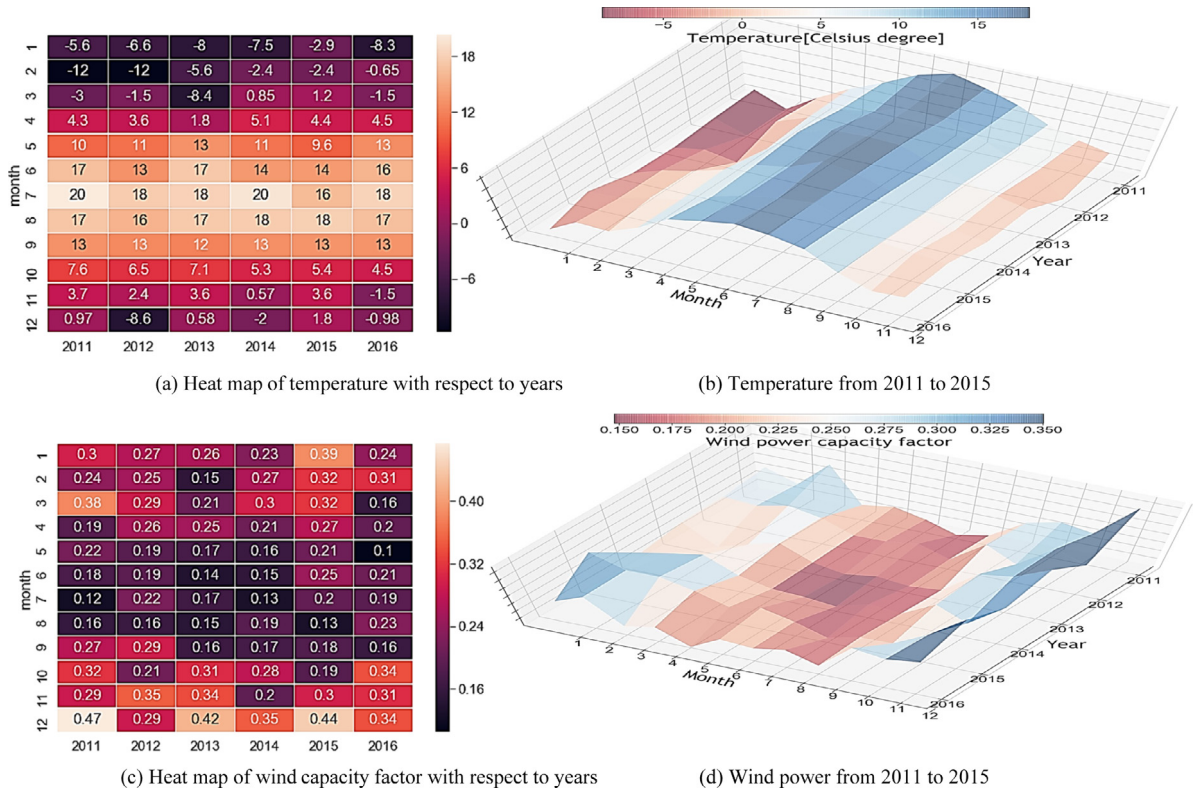 1 -5.6 -6.6 -8 -7.5 -2.9 -8.3
2 -12 -12 -5.6 -2.4 -2.4 -0.65
3 -3 -1.5 -8.4 0.85 1.2 -1.5
4 4.3 3.6 1.8 5.1 4.4 4.5
5 10 11 13 11 9.6 13
6 17 13 17 14 14 16
7 20 18 18 20 16 18
8 17 16 17 18 18 17
9 13 13 12 13 13 13
10 7.6 6.5 7.1 5.3 5.4 4.5
11 3.7 2.4 3.6 0.57 3.6 -1.5
12 0.97 -8.6 0.58 -2 1.8 -0.98
month
2011 2012 2013 2014 2015 2016
18
12
6
0
-6
(a) Heat map of temperature with respect to years
-5 0 5 10 15
Temperature[Celsius degree]
1 2 3 4 5 6 7 8 9 10 11 12
Month
2011
2012
2013
2014
2015
2016
Year
(b) Temperature from 2011 to 2015
1 0.3 0.27 0.26 0.23 0.39 0.24
2 0.24 0.25 0.15 0.27 0.32 0.31
3 0.38 0.29 0.21 0.3 0.32 0.16
4 0.19 0.26 0.25 0.21 0.27 0.2
5 0.22 0.19 0.17 0.16 0.21 0.1
6 0.18 0.19 0.14 0.15 0.25 0.21
7 0.12 0.22 0.17 0.13 0.2 0.19
8 0.16 0.16 0.15 0.19 0.13 0.23
9 0.27 0.29 0.16 0.17 0.18 0.16
10 0.32 0.21 0.31 0.28 0.19 0.34
11 0.29 0.35 0.34 0.2 0.3 0.31
12 0.47 0.29 0.42 0.35 0.44 0.34
month
2011 2012 2013 2014 2015 2016
0.40
0.32
0.24
0.16
(c) Heat map of wind capacity factor with respect to years
0.150 0.175 0.200 0.225 0.250 0.275 0.300 0.325 0.350
Wind power capacity factor
1 2 3 4 5 6 7 8 9 10 11 12
Month
2011
2012
2013
2014
2015
2016
Year
(d) Wind power from 2011 to 2015